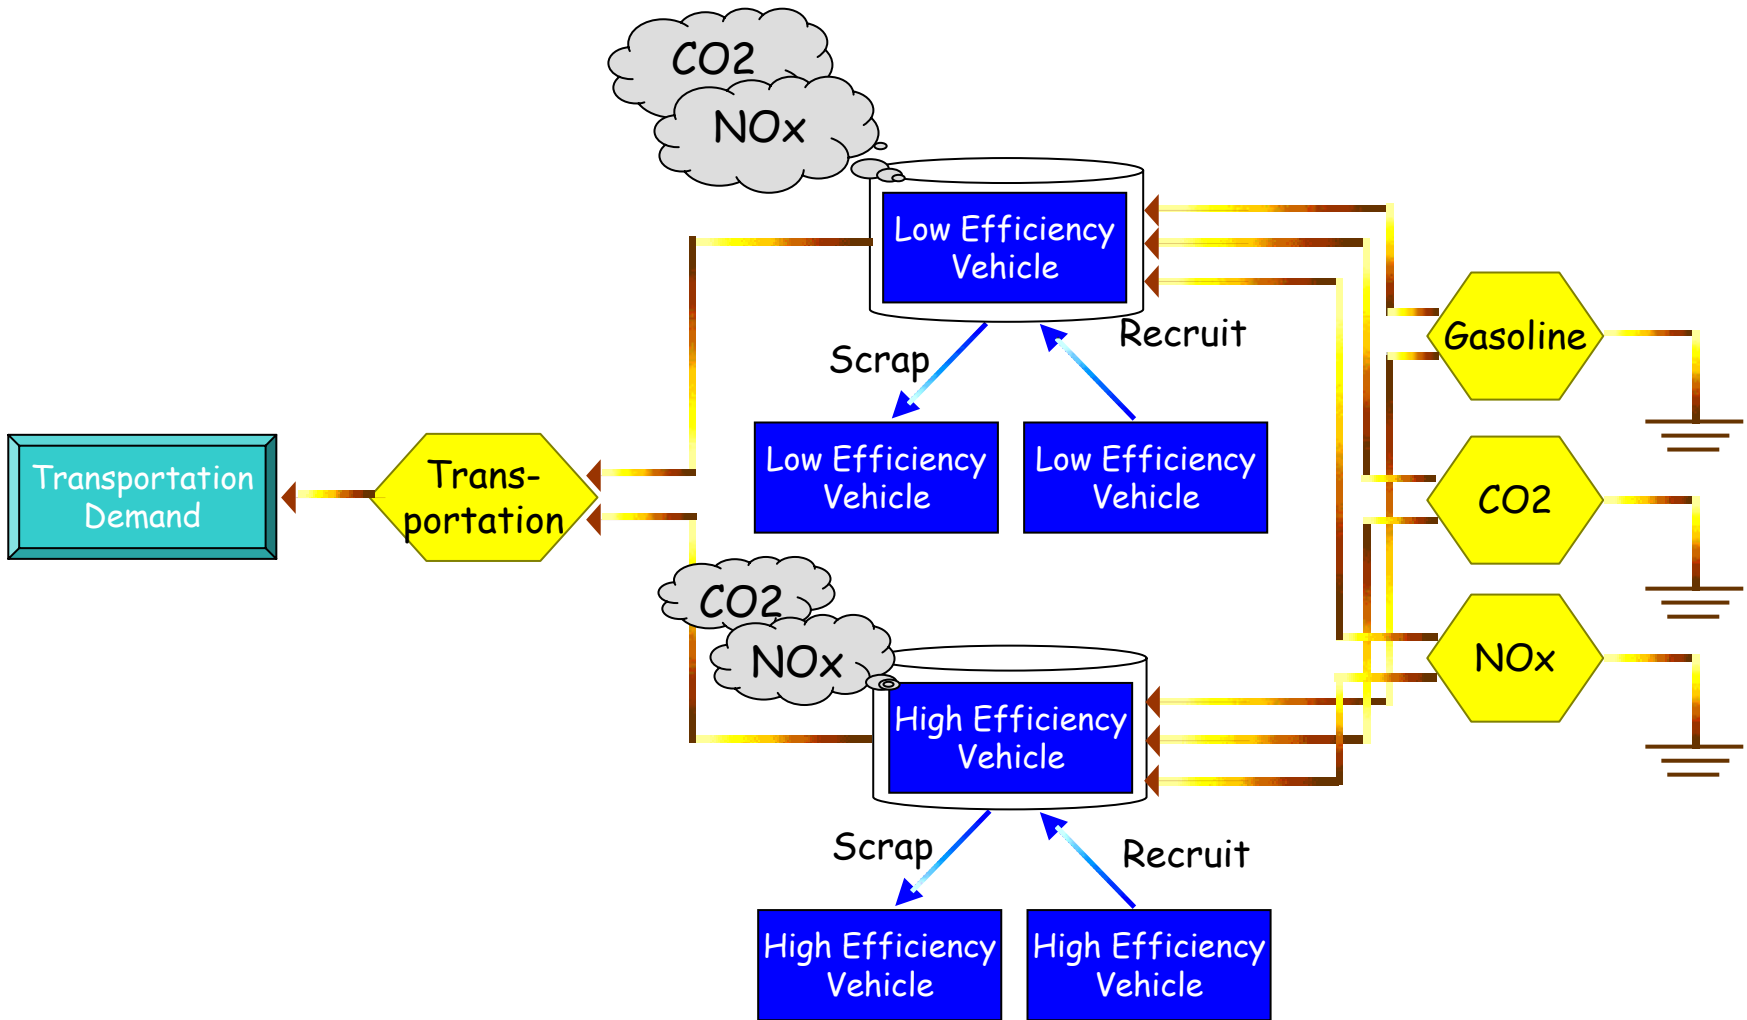 CO2
NOx
Low Efficiency
Vehicle
Recruit
Scrap
Gasoline
Low Efficiency
Vehicle
Low Efficiency
Vehicle
Transportation
Demand
Trans-
portation
CO2
CO2
NOx
NOx
High Efficiency
Vehicle
Scrap
Recruit
High Efficiency
Vehicle
High Efficiency
Vehicle